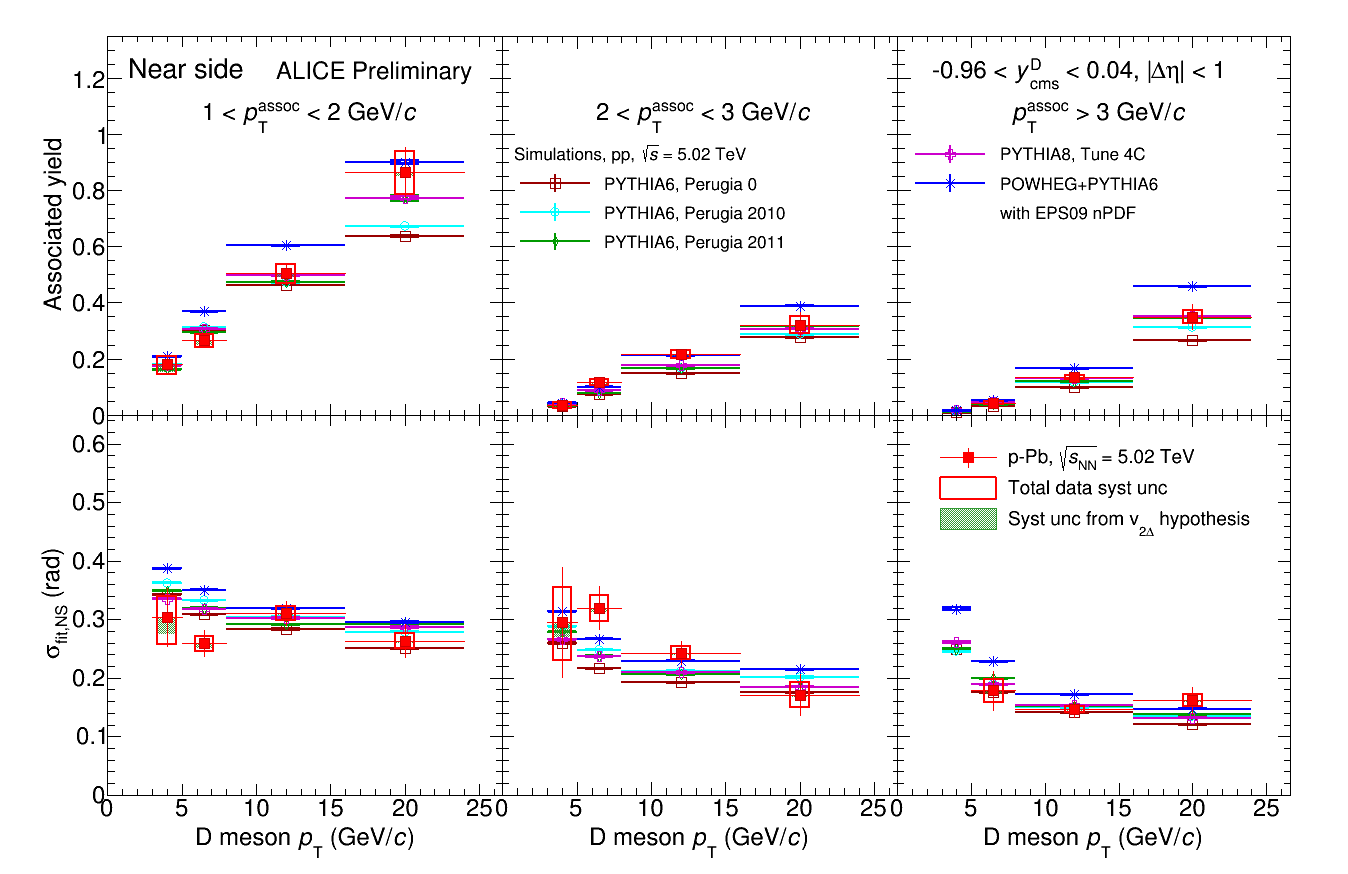 Near side ALICE Preliminary
1 < p_T^assoc < 2 GeV/c
2 < p_T^assoc < 3 GeV/c
-0.96 < y^D_cms < 0.04, |Δη| < 1
p_T^assoc > 3 GeV/c
Simulations, pp, √s = 5.02 TeV
PYTHIA6, Perugia 0
PYTHIA6, Perugia 2010
PYTHIA6, Perugia 2011
PYTHIA8, Tune 4C
POWHEG+PYTHIA6
with EPS09 nPDF
Associated yield
1.2
1
0.8
0.6
0.4
0.2
0
p-Pb, √s_NN = 5.02 TeV
Total data syst unc
Syst unc from v_2Δ hypothesis
σ_fit,NS (rad)
0.6
0.5
0.4
0.3
0.2
0.1
0
0 5 10 15 20 25
0 5 10 15 20 25
0 5 10 15 20 25
D meson p_T (GeV/c)
D meson p_T (GeV/c)
D meson p_T (GeV/c)